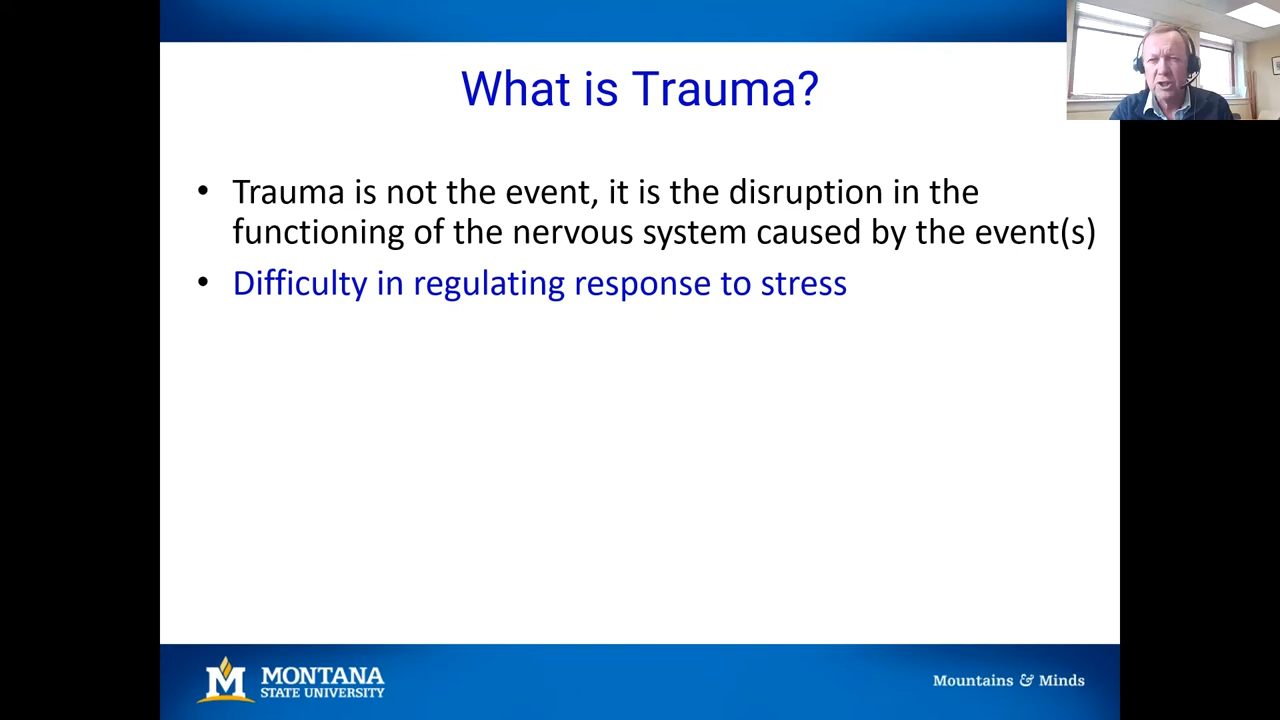 What is Trauma?
• Trauma is not the event, it is the disruption in the
functioning of the nervous system caused by the event(s)
• Difficulty in regulating response to stress
M MONTANA
STATE UNIVERSITY
Mountains & Minds